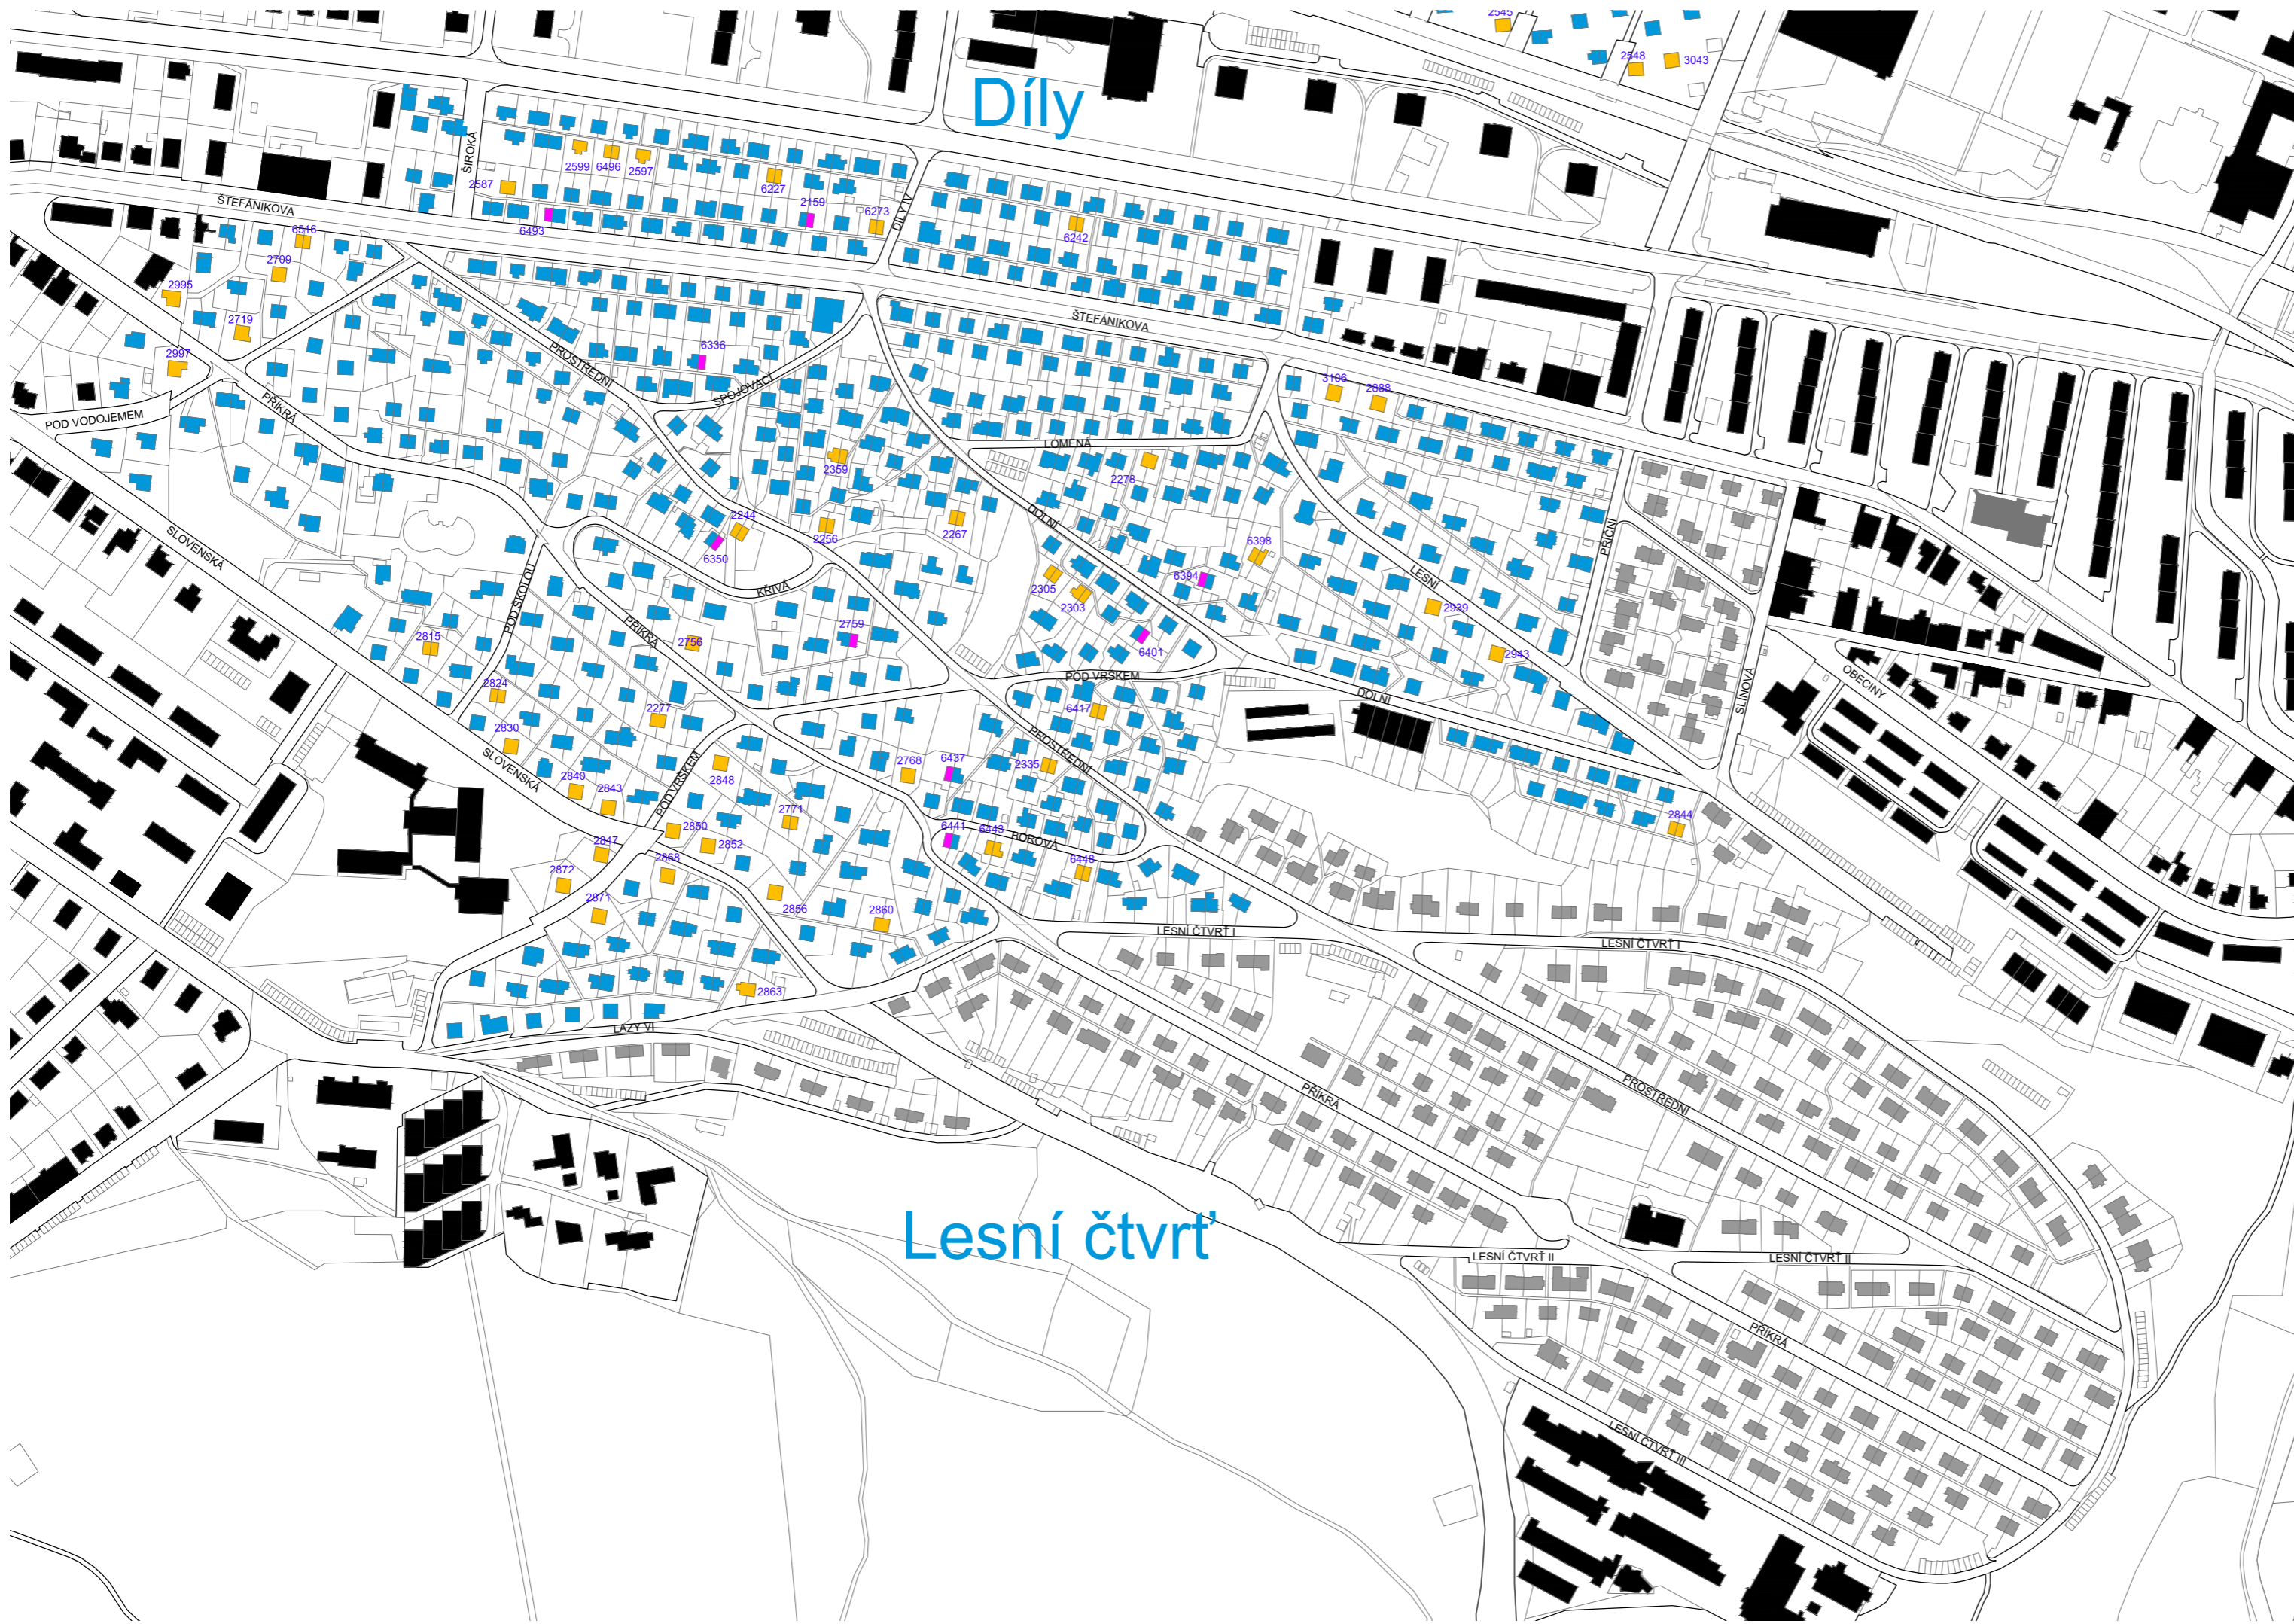 2545
Díly
2548
3043
ŠIROKÁ
2599
6496
2597
2587
6227
2159
6273
DÍLY IV
ŠTEFÁNIKOVA
6493
6516
6242
2709
2995
2719
ŠTEFÁNIKOVA
2997
PROSTŘEDNÍ
6336
SPOJOVACÍ
3106
2888
PŘÍKRÁ
POD VODOJEMEM
LOMENÁ
2359
2278
DOLNÍ
2244
2256
2267
SLOVENSKÁ
6350
6398
PŘÍČNÍ
POD ŠKOLOU
KŘIVÁ
6394
LESNÍ
2305
2303
2939
2759
PŘÍKRÁ
2815
2756
6401
2943
OBECINY
POD VRŠKEM
2824
DOLNÍ
SLÍNOVÁ
2277
6417
2830
PROSTŘEDNÍ
SLOVENSKÁ
2768
6437
2335
2840
2843
2848
POD VRŠKEM
2771
2850
2844
6441
6443
BOROVÁ
2847
2852
2868
2872
6448
2871
2856
2860
LESNÍ ČTVRŤ I
LESNÍ ČTVRŤ I
2863
LAZY VI
PŘÍKRÁ
PROSTŘEDNÍ
Lesní čtvrť
LESNÍ ČTVRŤ II
LESNÍ ČTVRŤ II
PŘÍKRÁ
LESNÍ ČTVRŤ III